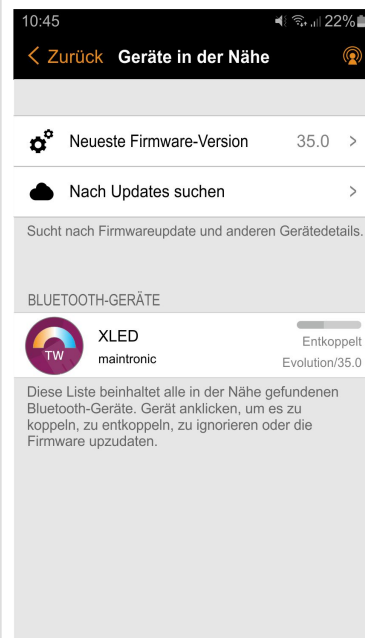 10:45
22%
Zurück Geräte in der Nähe
Neueste Firmware-Version 35.0
Nach Updates suchen
Sucht nach Firmwareupdate und anderen Gerätedetails.
BLUETOOTH-GERÄTE
TW
XLED
maintronic
Entkoppelt
Evolution/35.0
Diese Liste beinhaltet alle in der Nähe gefundenen
Bluetooth-Geräte. Gerät anklicken, um es zu
koppeln, zu entkoppeln, zu ignorieren oder die
Firmware upzudaten.